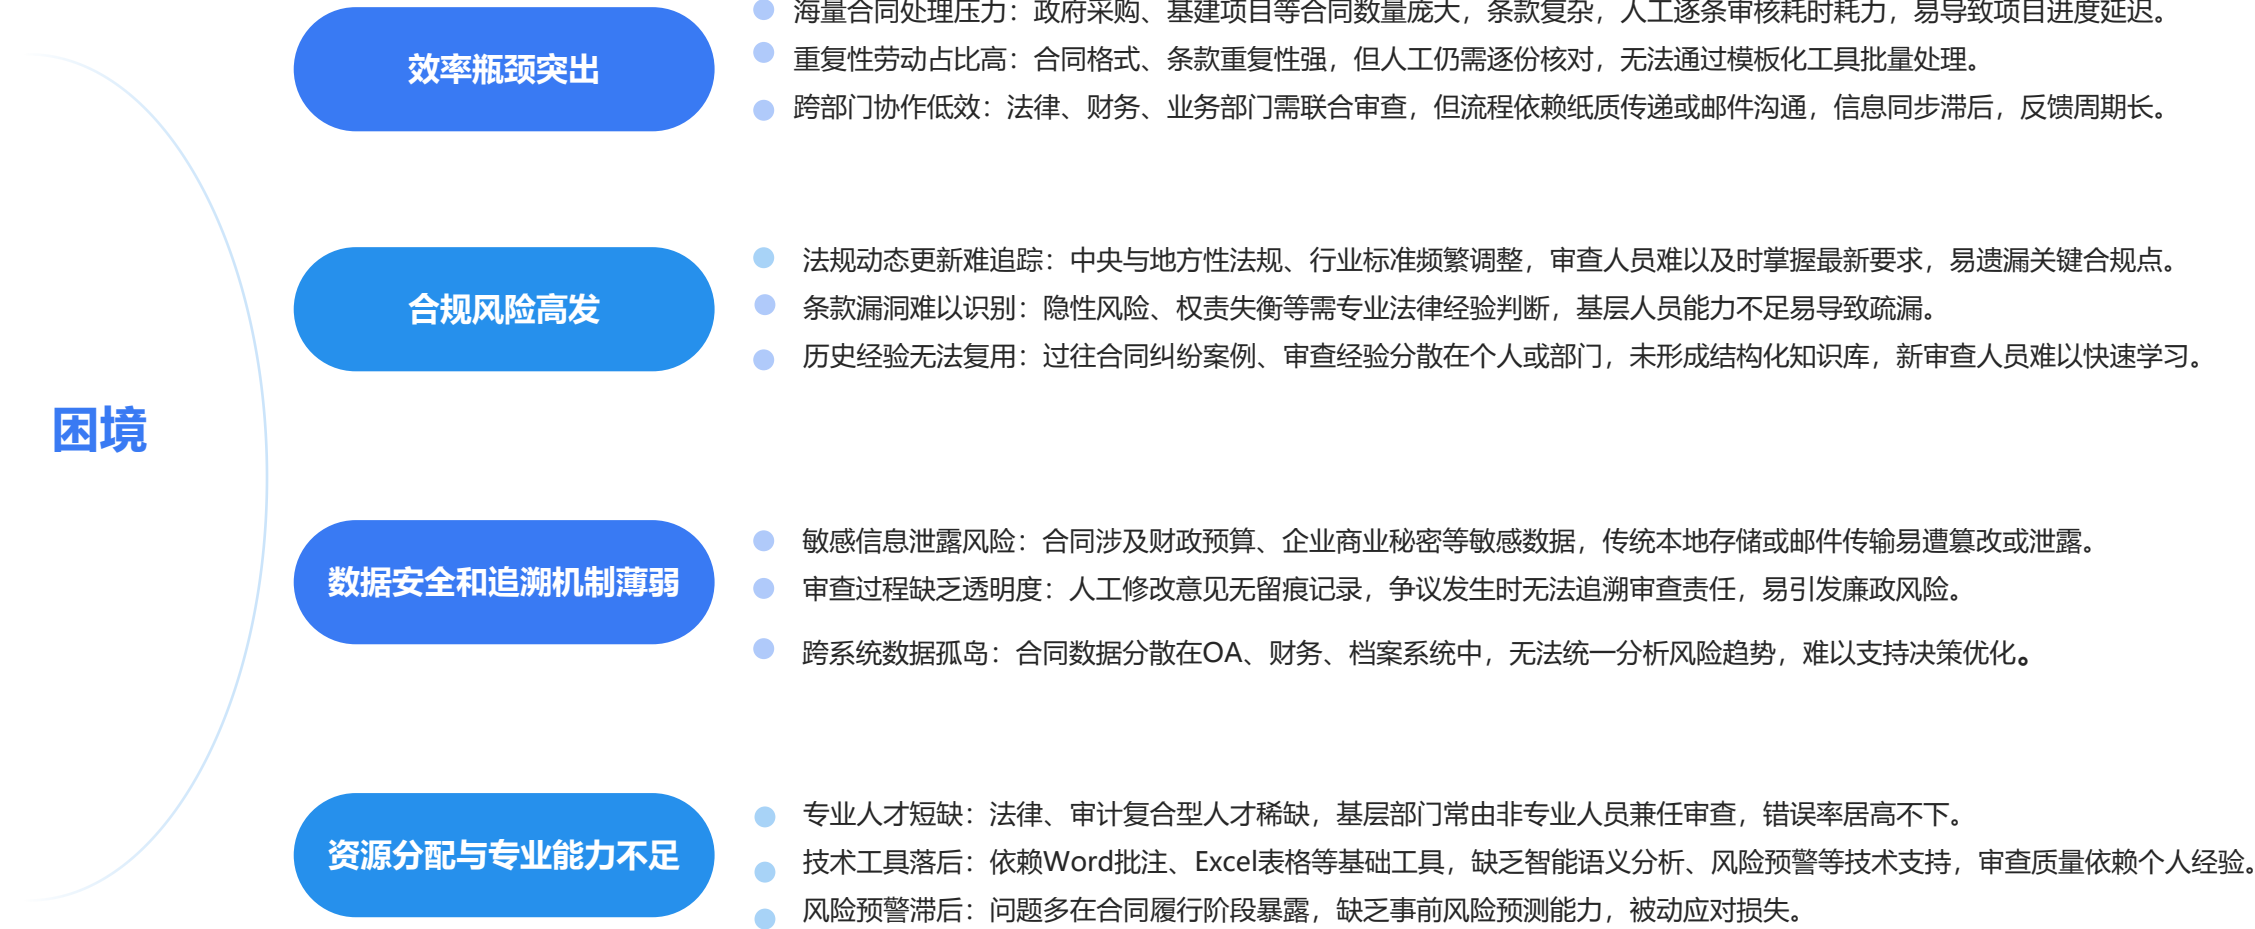 困境
效率瓶颈突出
海量合同处理压力：政府采购、基建项目等合同数量庞大，条款复杂，人工逐条审核耗时耗力，易导致项目进度延迟。
重复性劳动占比高：合同格式、条款重复性强，但人工仍需逐份核对，无法通过模板化工具批量处理。
跨部门协作低效：法律、财务、业务部门需联合审查，但流程依赖纸质传递或邮件沟通，信息同步滞后，反馈周期长。
合规风险高发
法规动态更新难追踪：中央与地方性法规、行业标准频繁调整，审查人员难以及时掌握最新要求，易遗漏关键合规点。
条款漏洞难以识别：隐性风险、权责失衡等需专业法律经验判断，基层人员能力不足易导致疏漏。
历史经验无法复用：过往合同纠纷案例、审查经验分散在个人或部门，未形成结构化知识库，新审查人员难以快速学习。
数据安全和追溯机制薄弱
敏感信息泄露风险：合同涉及财政预算、企业商业秘密等敏感数据，传统本地存储或邮件传输易遭篡改或泄露。
审查过程缺乏透明度：人工修改意见无留痕记录，争议发生时无法追溯审查责任，易引发廉政风险。
跨系统数据孤岛：合同数据分散在OA、财务、档案系统中，无法统一分析风险趋势，难以支持决策优化。
资源分配与专业能力不足
专业人才短缺：法律、审计复合型人才稀缺，基层部门常由非专业人员兼任审查，错误率居高不下。
技术工具落后：依赖Word批注、Excel表格等基础工具，缺乏智能语义分析、风险预警等技术支持，审查质量依赖个人经验。
风险预警滞后：问题多在合同履行阶段暴露，缺乏事前风险预测能力，被动应对损失。